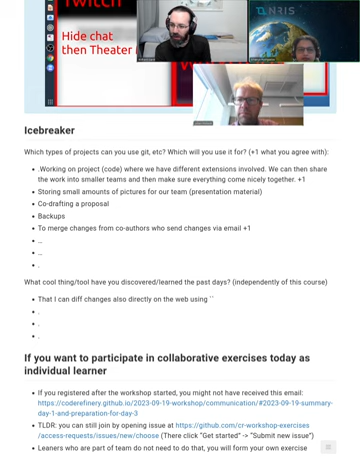 Twitch
Hide chat
then Theater
NRIS
Icebreaker
Which types of projects can you use git, etc? Which will you use it for? (+1 what you agree with):
.Working on project (code) where we have different extensions involved. We can then share
the work into smaller teams and then make sure everything come nicely together. +1
Storing small amounts of pictures for our team (presentation material)
Co-drafting a proposal
Backups
To merge changes from co-authors who send changes via email +1
…
…
.
What cool thing/tool have you discovered/learned the past days? (independently of this course)
That I can diff changes also directly on the web using ``
.
.
.
If you want to participate in collaborative exercises today as
individual learner
If you registered after the workshop started, you might not have received this email:
https://coderefinery.github.io/2023-09-19-workshop/communication/#2023-09-19-summary-
day-1-and-preparation-for-day-3
TLDR: you can still join by opening issue at https://github.com/cr-workshop-exercises
/access-requests/issues/new/choose (There click “Get started” -> “Submit new issue”)
Leaners who are part of team do not need to do that, you will form your own exercise